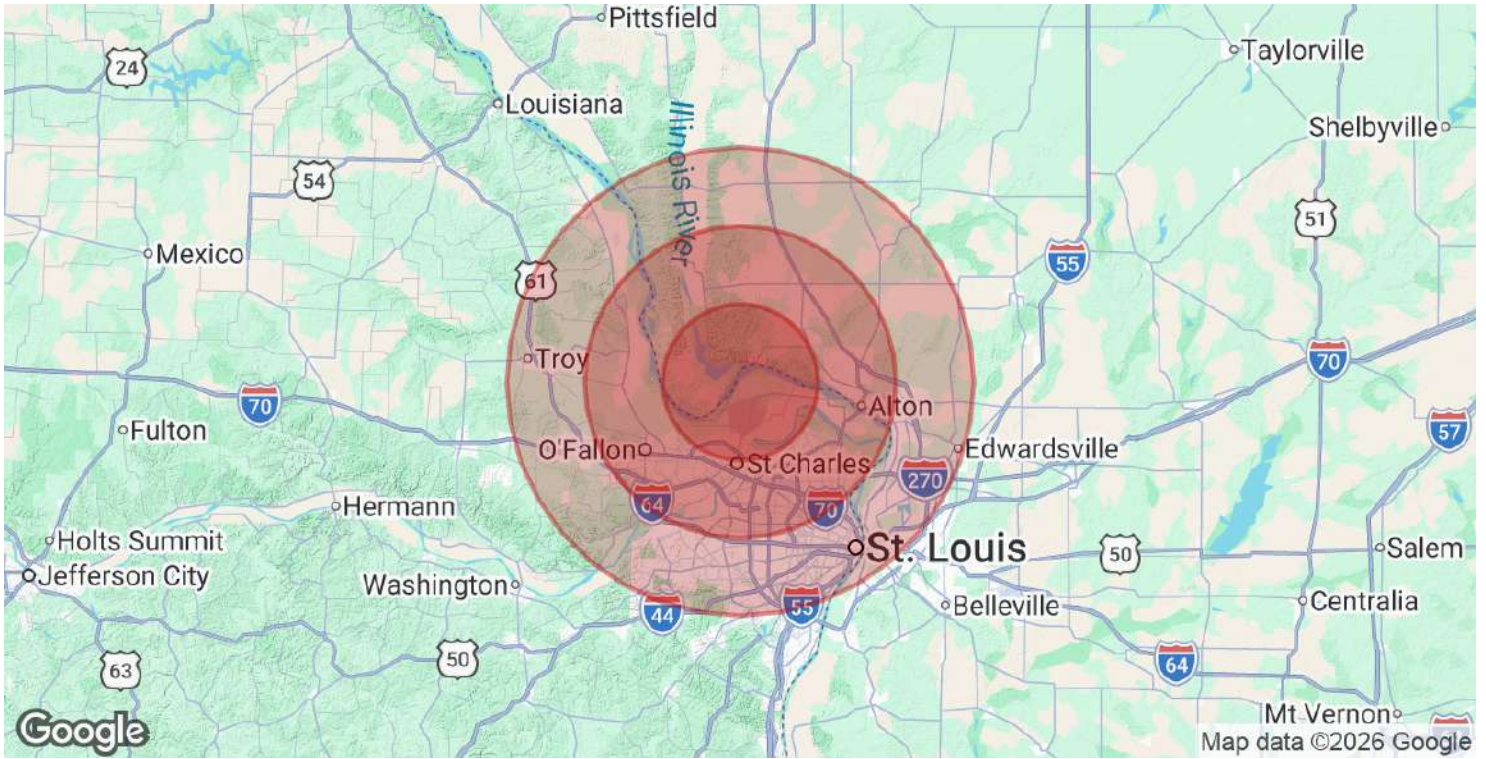 Pittsfield
Taylorville
24
Louisiana
Illinois River
Shelbyville
54
51
Mexico
55
61
Troy
70
70
Alton
Fulton
57
O'Fallon
Edwardsville
St Charles
270
64
70
Hermann
Holts Summit
St. Louis
50
Salem
Jefferson City
Washington
55
Belleville
Centralia
44
50
64
63
Mt Vernon
Google
Map data ©2026 Google